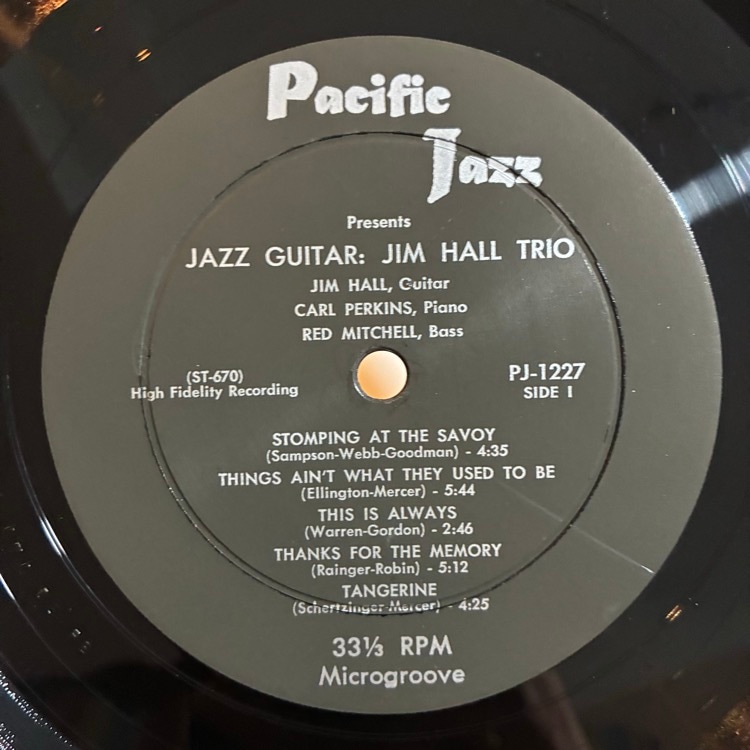 Pacific
Jazz
Presents
JAZZ GUITAR: JIM HALL TRIO
JIM HALL, Guitar
CARL PERKINS, Piano
RED MITCHELL, Bass
(ST-670)
High Fidelity Recording
PJ-1227
SIDE 1
STOMPING AT THE SAVOY
(Sampson-Webb-Goodman) - 4:35
THINGS AIN'T WHAT THEY USED TO BE
(Ellington-Mercer) - 5:44
THIS IS ALWAYS
(Warren-Gordon) - 2:46
THANKS FOR THE MEMORY
(Rainger-Robin) - 5:12
TANGERINE
(Schertzinger-Mercer) - 4:25
33⅓ RPM
Microgroove